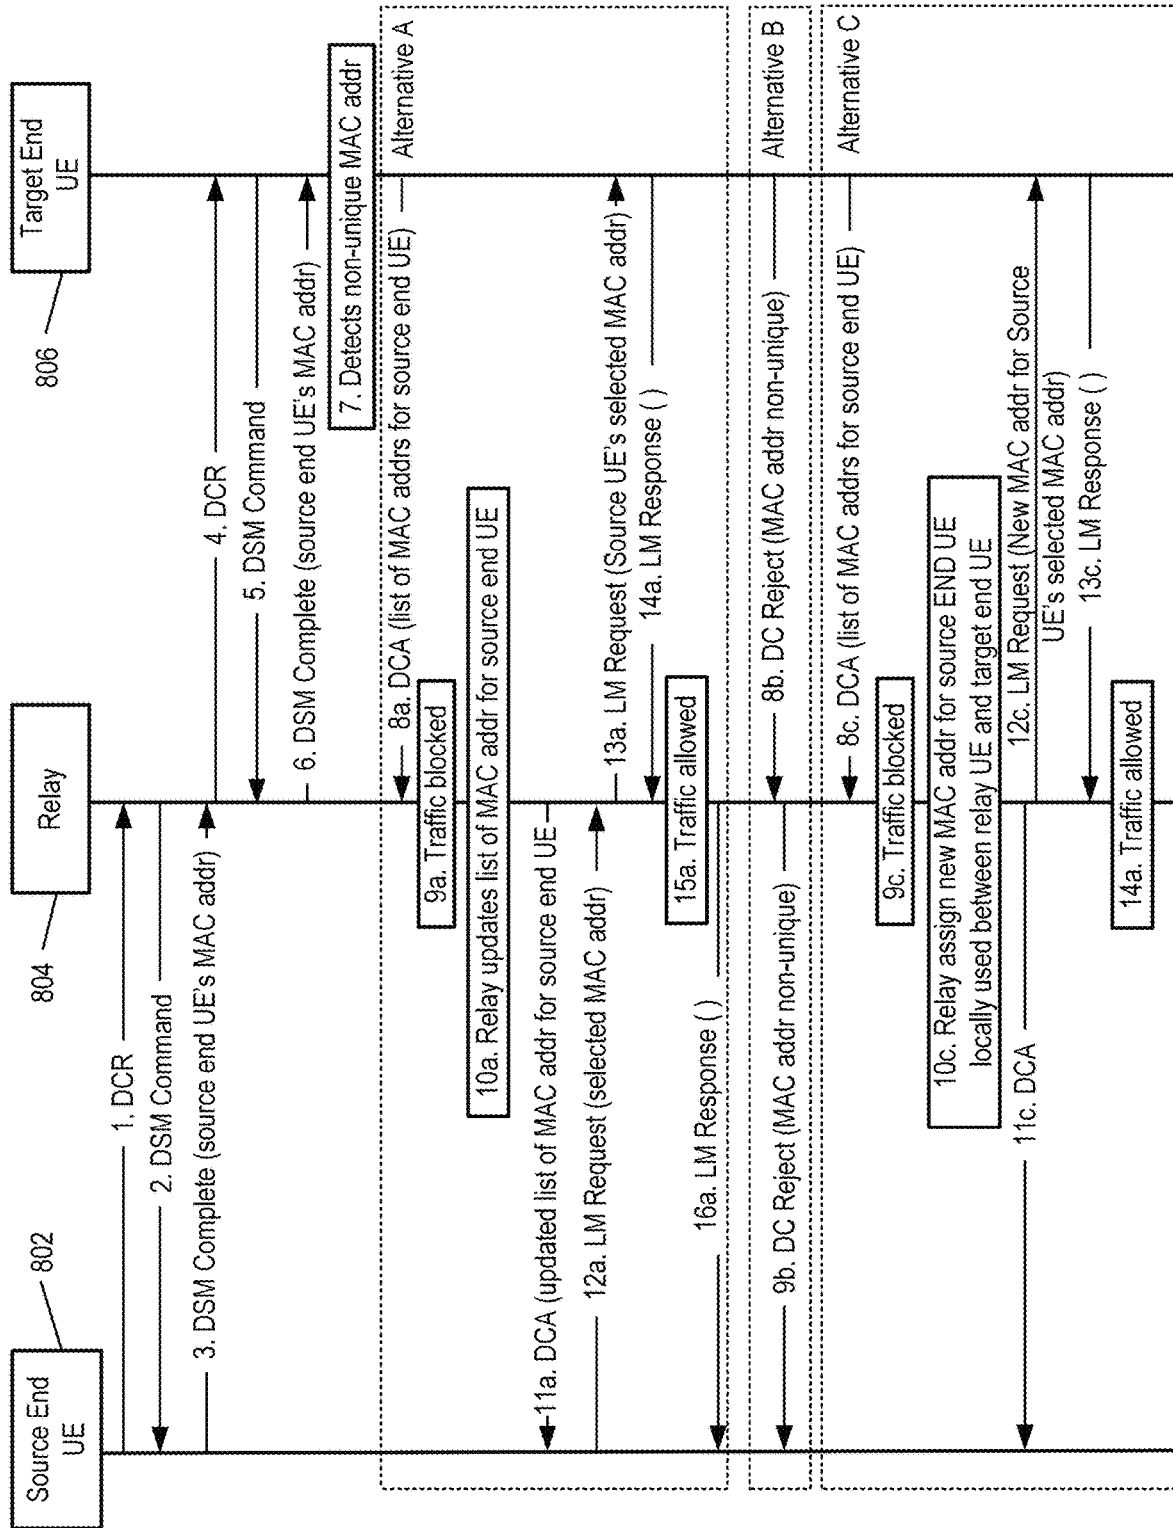 Source End
UE
802
Relay
804
Target End
UE
806
1. DCR
2. DSM Command
3. DSM Complete (source end UE's MAC addr)
4. DCR
5. DSM Command
6. DSM Complete (source end UE's MAC addr)
7. Detects non-unique MAC addr
Alternative A
8a. DCA (list of MAC addrs for source end UE)
9a. Traffic blocked
10a. Relay updates list of MAC addr for source end UE
11a. DCA (updated list of MAC addr for source end UE
12a. LM Request (selected MAC addr)
13a. LM Request (Source UE's selected MAC addr)
14a. LM Response ( )
15a. Traffic allowed
16a. LM Response ( )
Alternative B
8b. DC Reject (MAC addr non-unique)
9b. DC Reject (MAC addr non-unique)
Alternative C
8c. DCA (list of MAC addrs for source end UE)
9c. Traffic blocked
10c. Relay assign new MAC addr for source END UE
locally used between relay UE and target end UE
11c. DCA
12c. LM Request (New MAC addr for Source
UE's selected MAC addr)
13c. LM Response ( )
14a. Traffic allowed